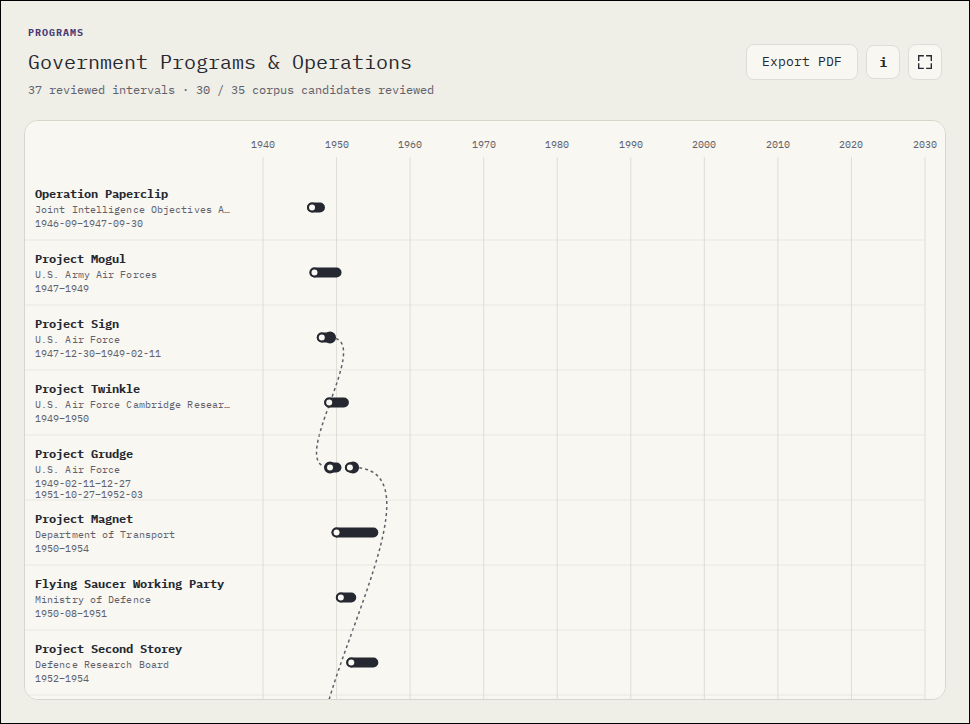 PROGRAMS
Government Programs & Operations
37 reviewed intervals · 30 / 35 corpus candidates reviewed
Export PDF
i
1940 1950 1960 1970 1980 1990 2000 2010 2020 2030
Operation Paperclip
Joint Intelligence Objectives A…
1946-09–1947-09-30
Project Mogul
U.S. Army Air Forces
1947–1949
Project Sign
U.S. Air Force
1947-12-30–1949-02-11
Project Twinkle
U.S. Air Force Cambridge Resear…
1949–1950
Project Grudge
U.S. Air Force
1949-02-11–12-27
1951-10-27–1952-03
Project Magnet
Department of Transport
1950–1954
Flying Saucer Working Party
Ministry of Defence
1950-08–1951
Project Second Storey
Defence Research Board
1952–1954